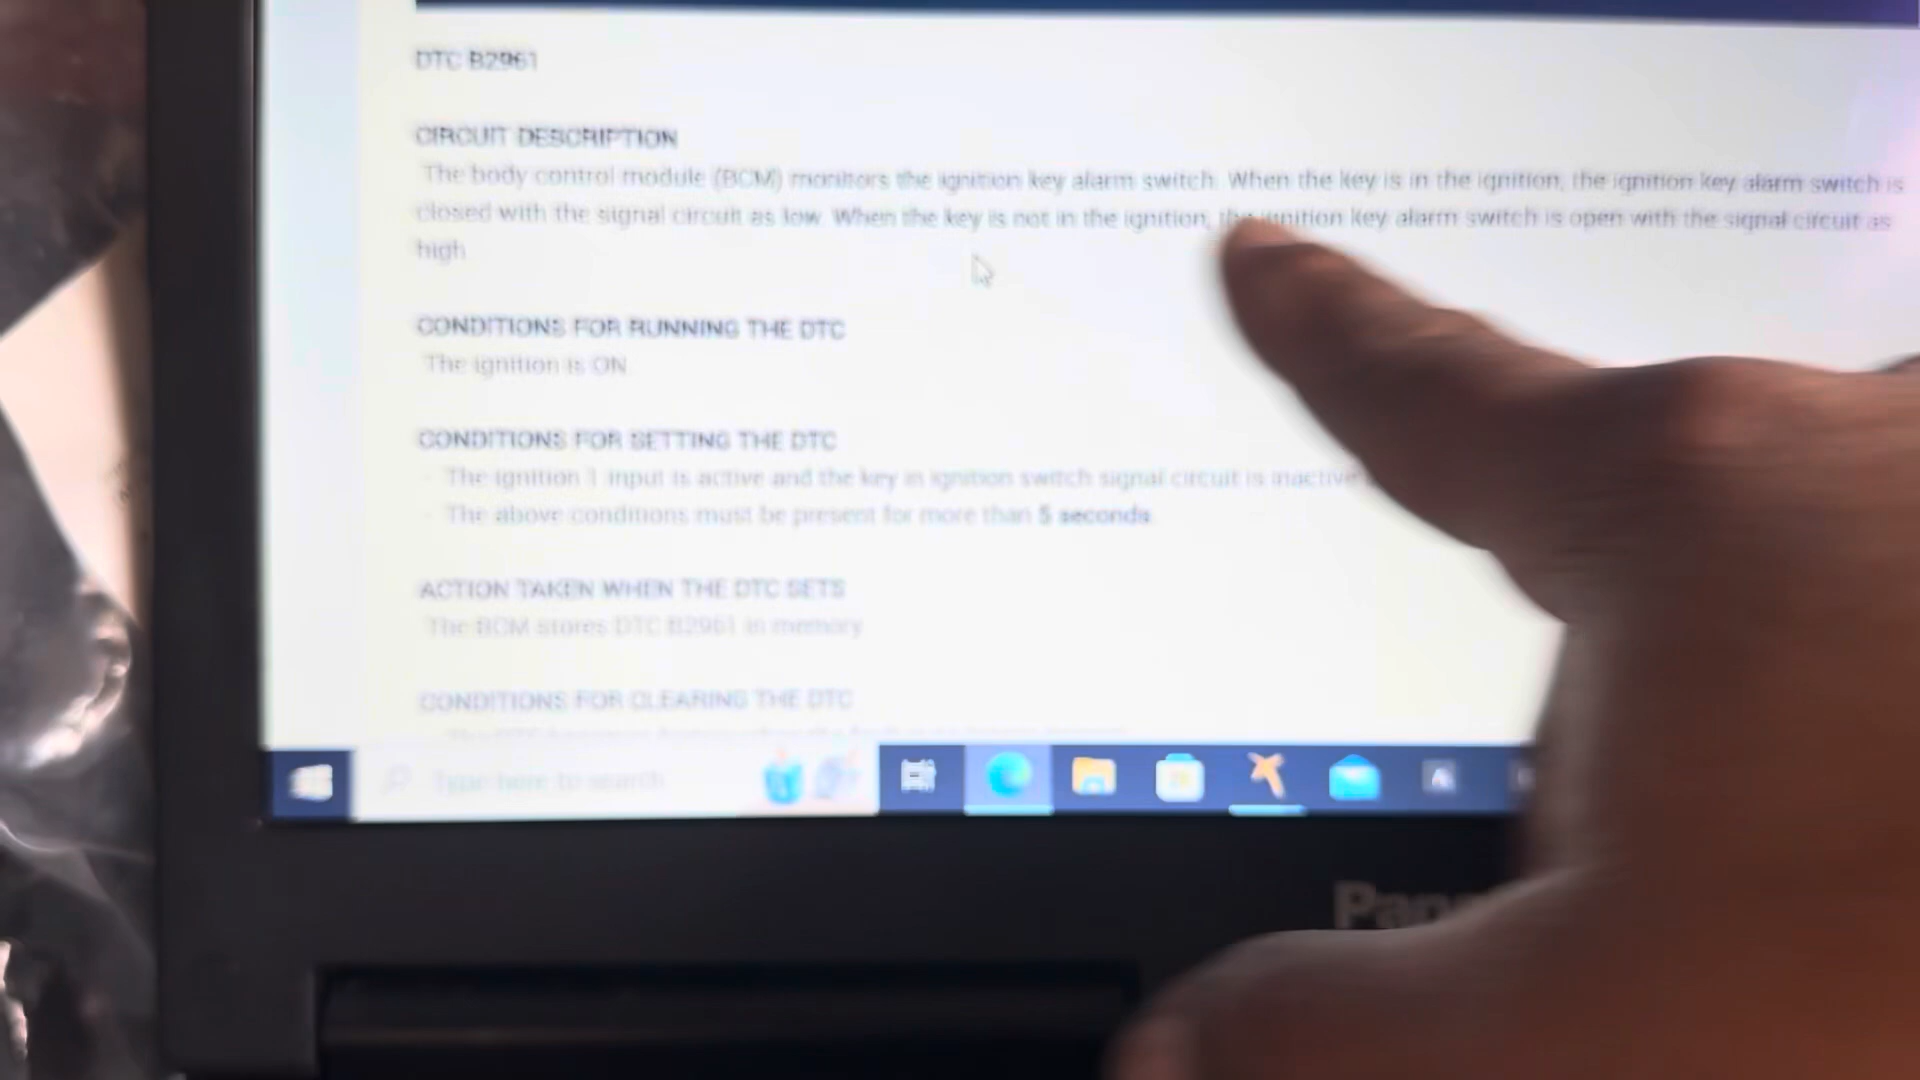 DTC B2961
CIRCUIT DESCRIPTION
The body control module (BCM) monitors the ignition key alarm switch. When the key is in the ignition, the ignition key alarm switch is
closed with the signal circuit as low. When the key is not in the ignition, the ignition key alarm switch is open with the signal circuit as
high.
CONDITIONS FOR RUNNING THE DTC
The ignition is ON.
CONDITIONS FOR SETTING THE DTC
- The Ignition 1 input is active and the key in ignition switch signal circuit is inactive
- The above conditions must be present for more than 5 seconds.
ACTION TAKEN WHEN THE DTC SETS
The BCM stores DTC B2961 in memory.
CONDITIONS FOR CLEARING THE DTC
Type here to search
A
Pan